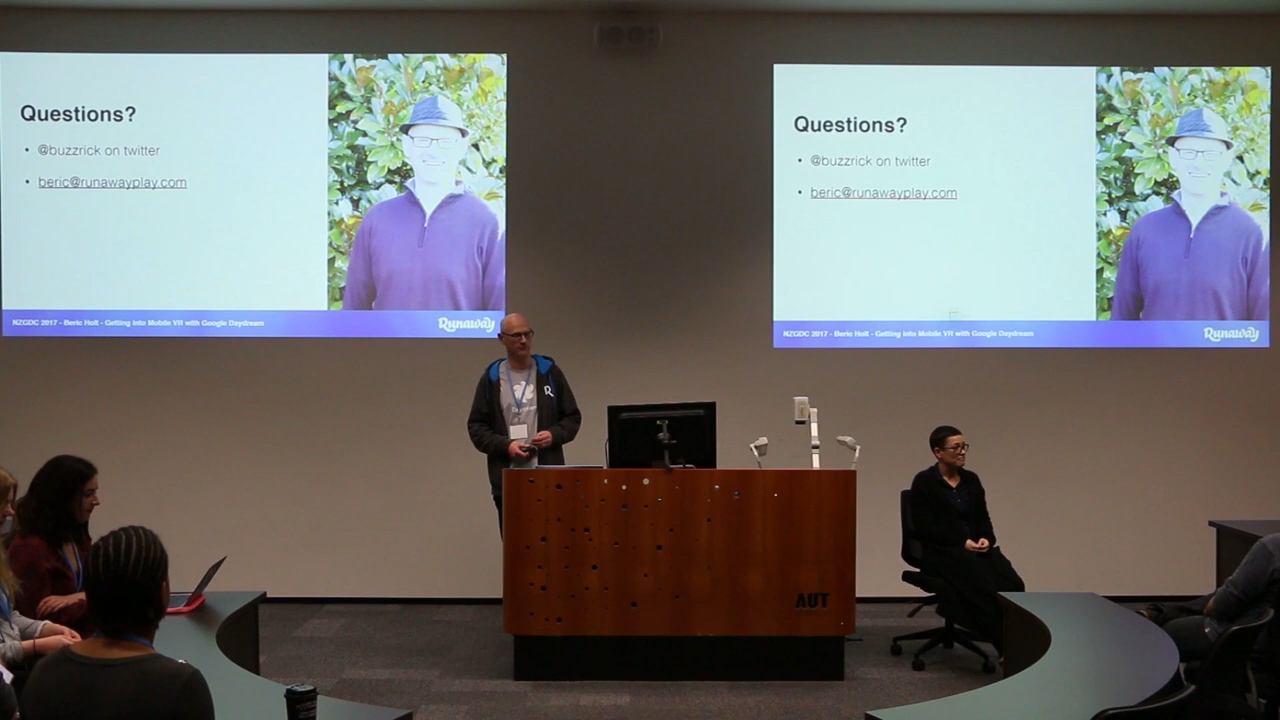 Questions?
• @buzzrick on twitter
• beric@runawayplay.com
NZGDC 2017 - Beric Holt - Getting into Mobile VR with Google Daydream
Runaway
Questions?
• @buzzrick on twitter
• beric@runawayplay.com
NZGDC 2017 - Beric Holt - Getting into Mobile VR with Google Daydream
Runaway
R
AUT